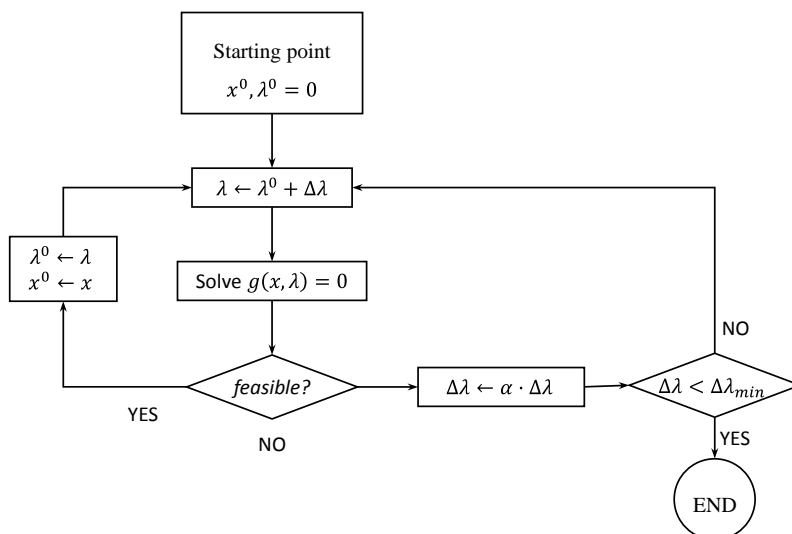 Starting point
x⁰, λ⁰ = 0
λ ← λ⁰ + Δλ
λ⁰ ← λ
x⁰ ← x
Solve g(x, λ) = 0
NO
feasible?
Δλ ← α · Δλ
Δλ < Δλₘᵢₙ
YES
NO
YES
END